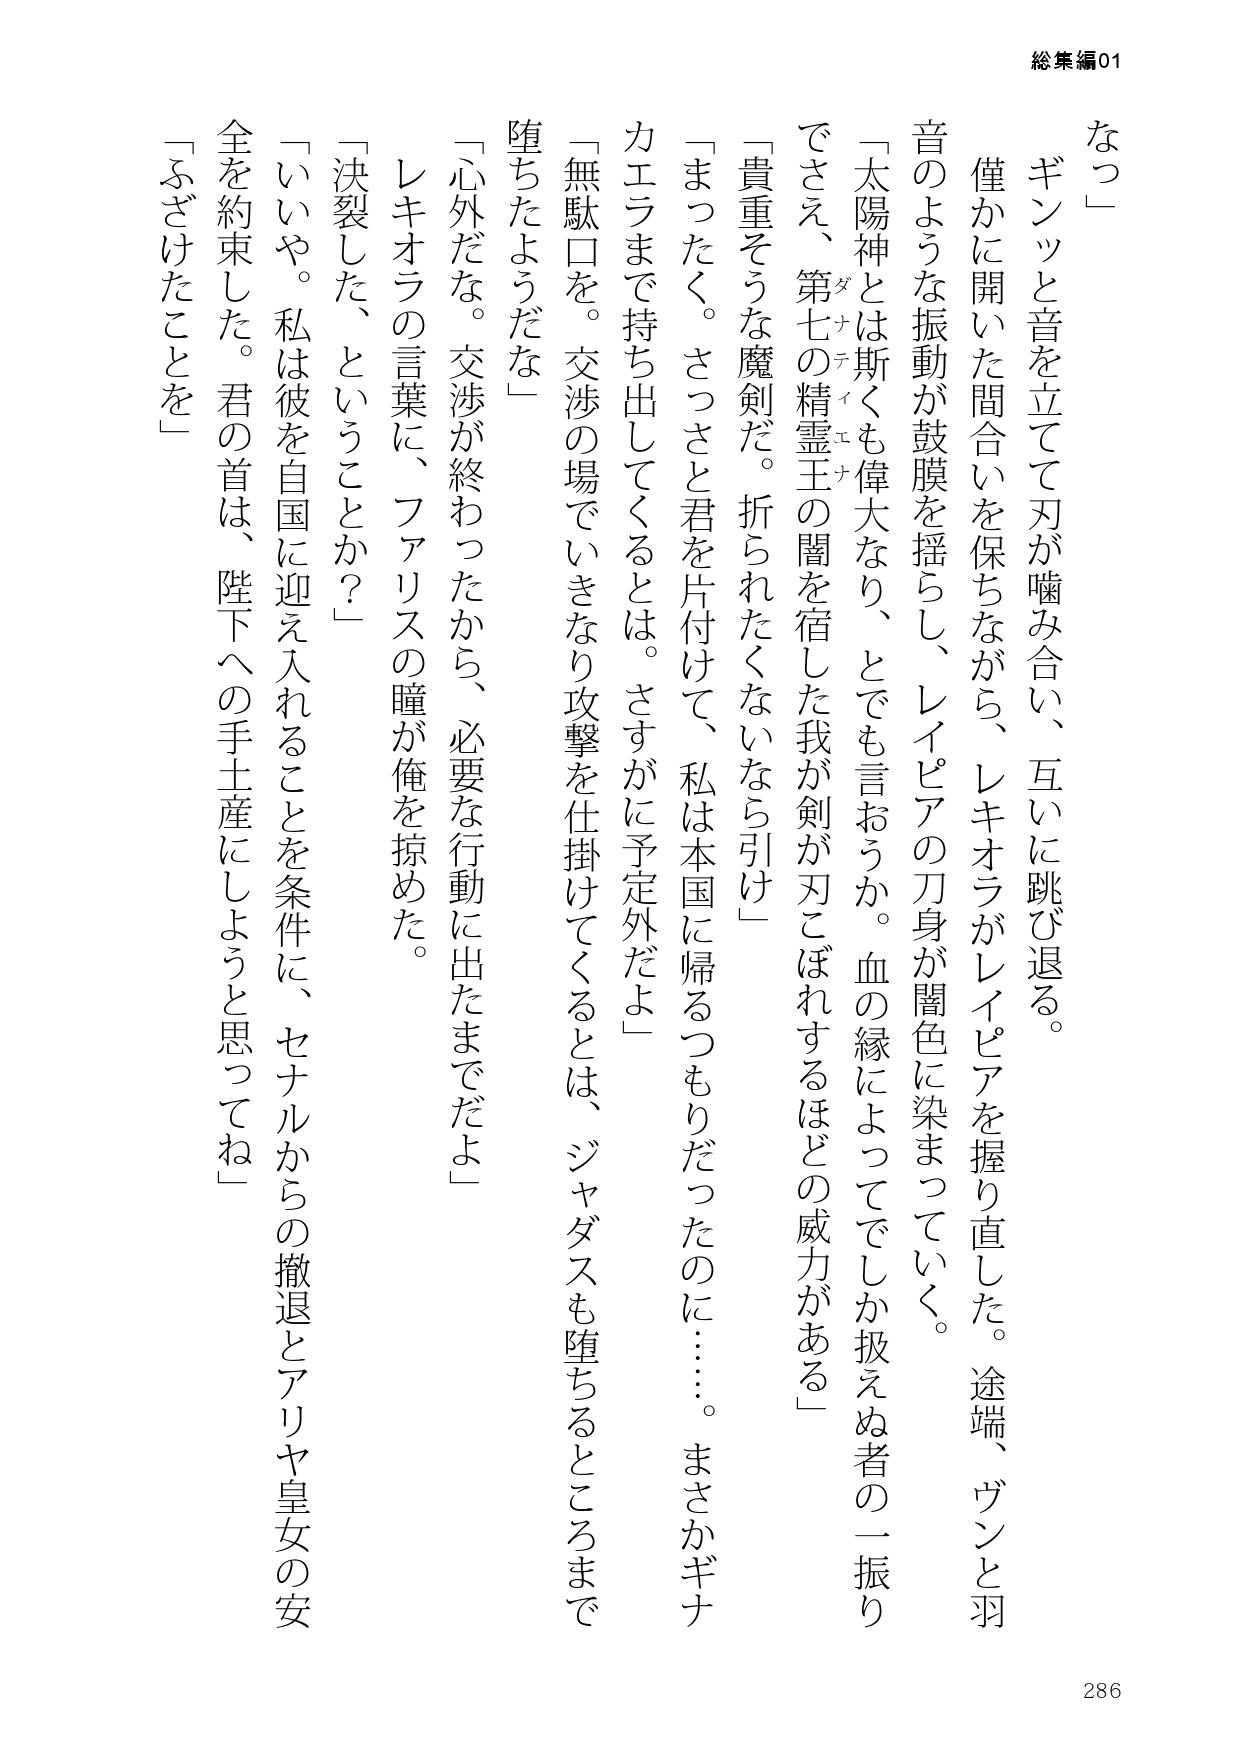 総集編01
なっ」
　ギンッと音を立てて刃が噛み合い、互いに跳び退る。
　僅かに開いた間合いを保ちながら、レキオラがレイピアを握り直した。途端、ヴンと羽
音のような振動が鼓膜を揺らし、レイピアの刀身が闇色に染まっていく。
「太陽神とは斯くも偉大なり、とでも言おうか。血の縁によってでしか扱えぬ者の一振り
でさえ、第七の精霊王の闇を宿した我が剣が刃こぼれするほどの威力がある」
ダナティエナ
「貴重そうな魔剣だ。折られたくないなら引け」
「まったく。さっさと君を片付けて、私は本国に帰るつもりだったのに……。まさかギナ
カエラまで持ち出してくるとは。さすがに予定外だよ」
「無駄口を。交渉の場でいきなり攻撃を仕掛けてくるとは、ジャダスも堕ちるところまで
堕ちたようだな」
「心外だな。交渉が終わったから、必要な行動に出たまでだよ」
　レキオラの言葉に、ファリスの瞳が俺を掠めた。
「決裂した、ということか？」
「いいや。私は彼を自国に迎え入れることを条件に、セナルからの撤退とアリヤ皇女の安
全を約束した。君の首は、陛下への手土産にしようと思ってね」
「ふざけたことを」
286